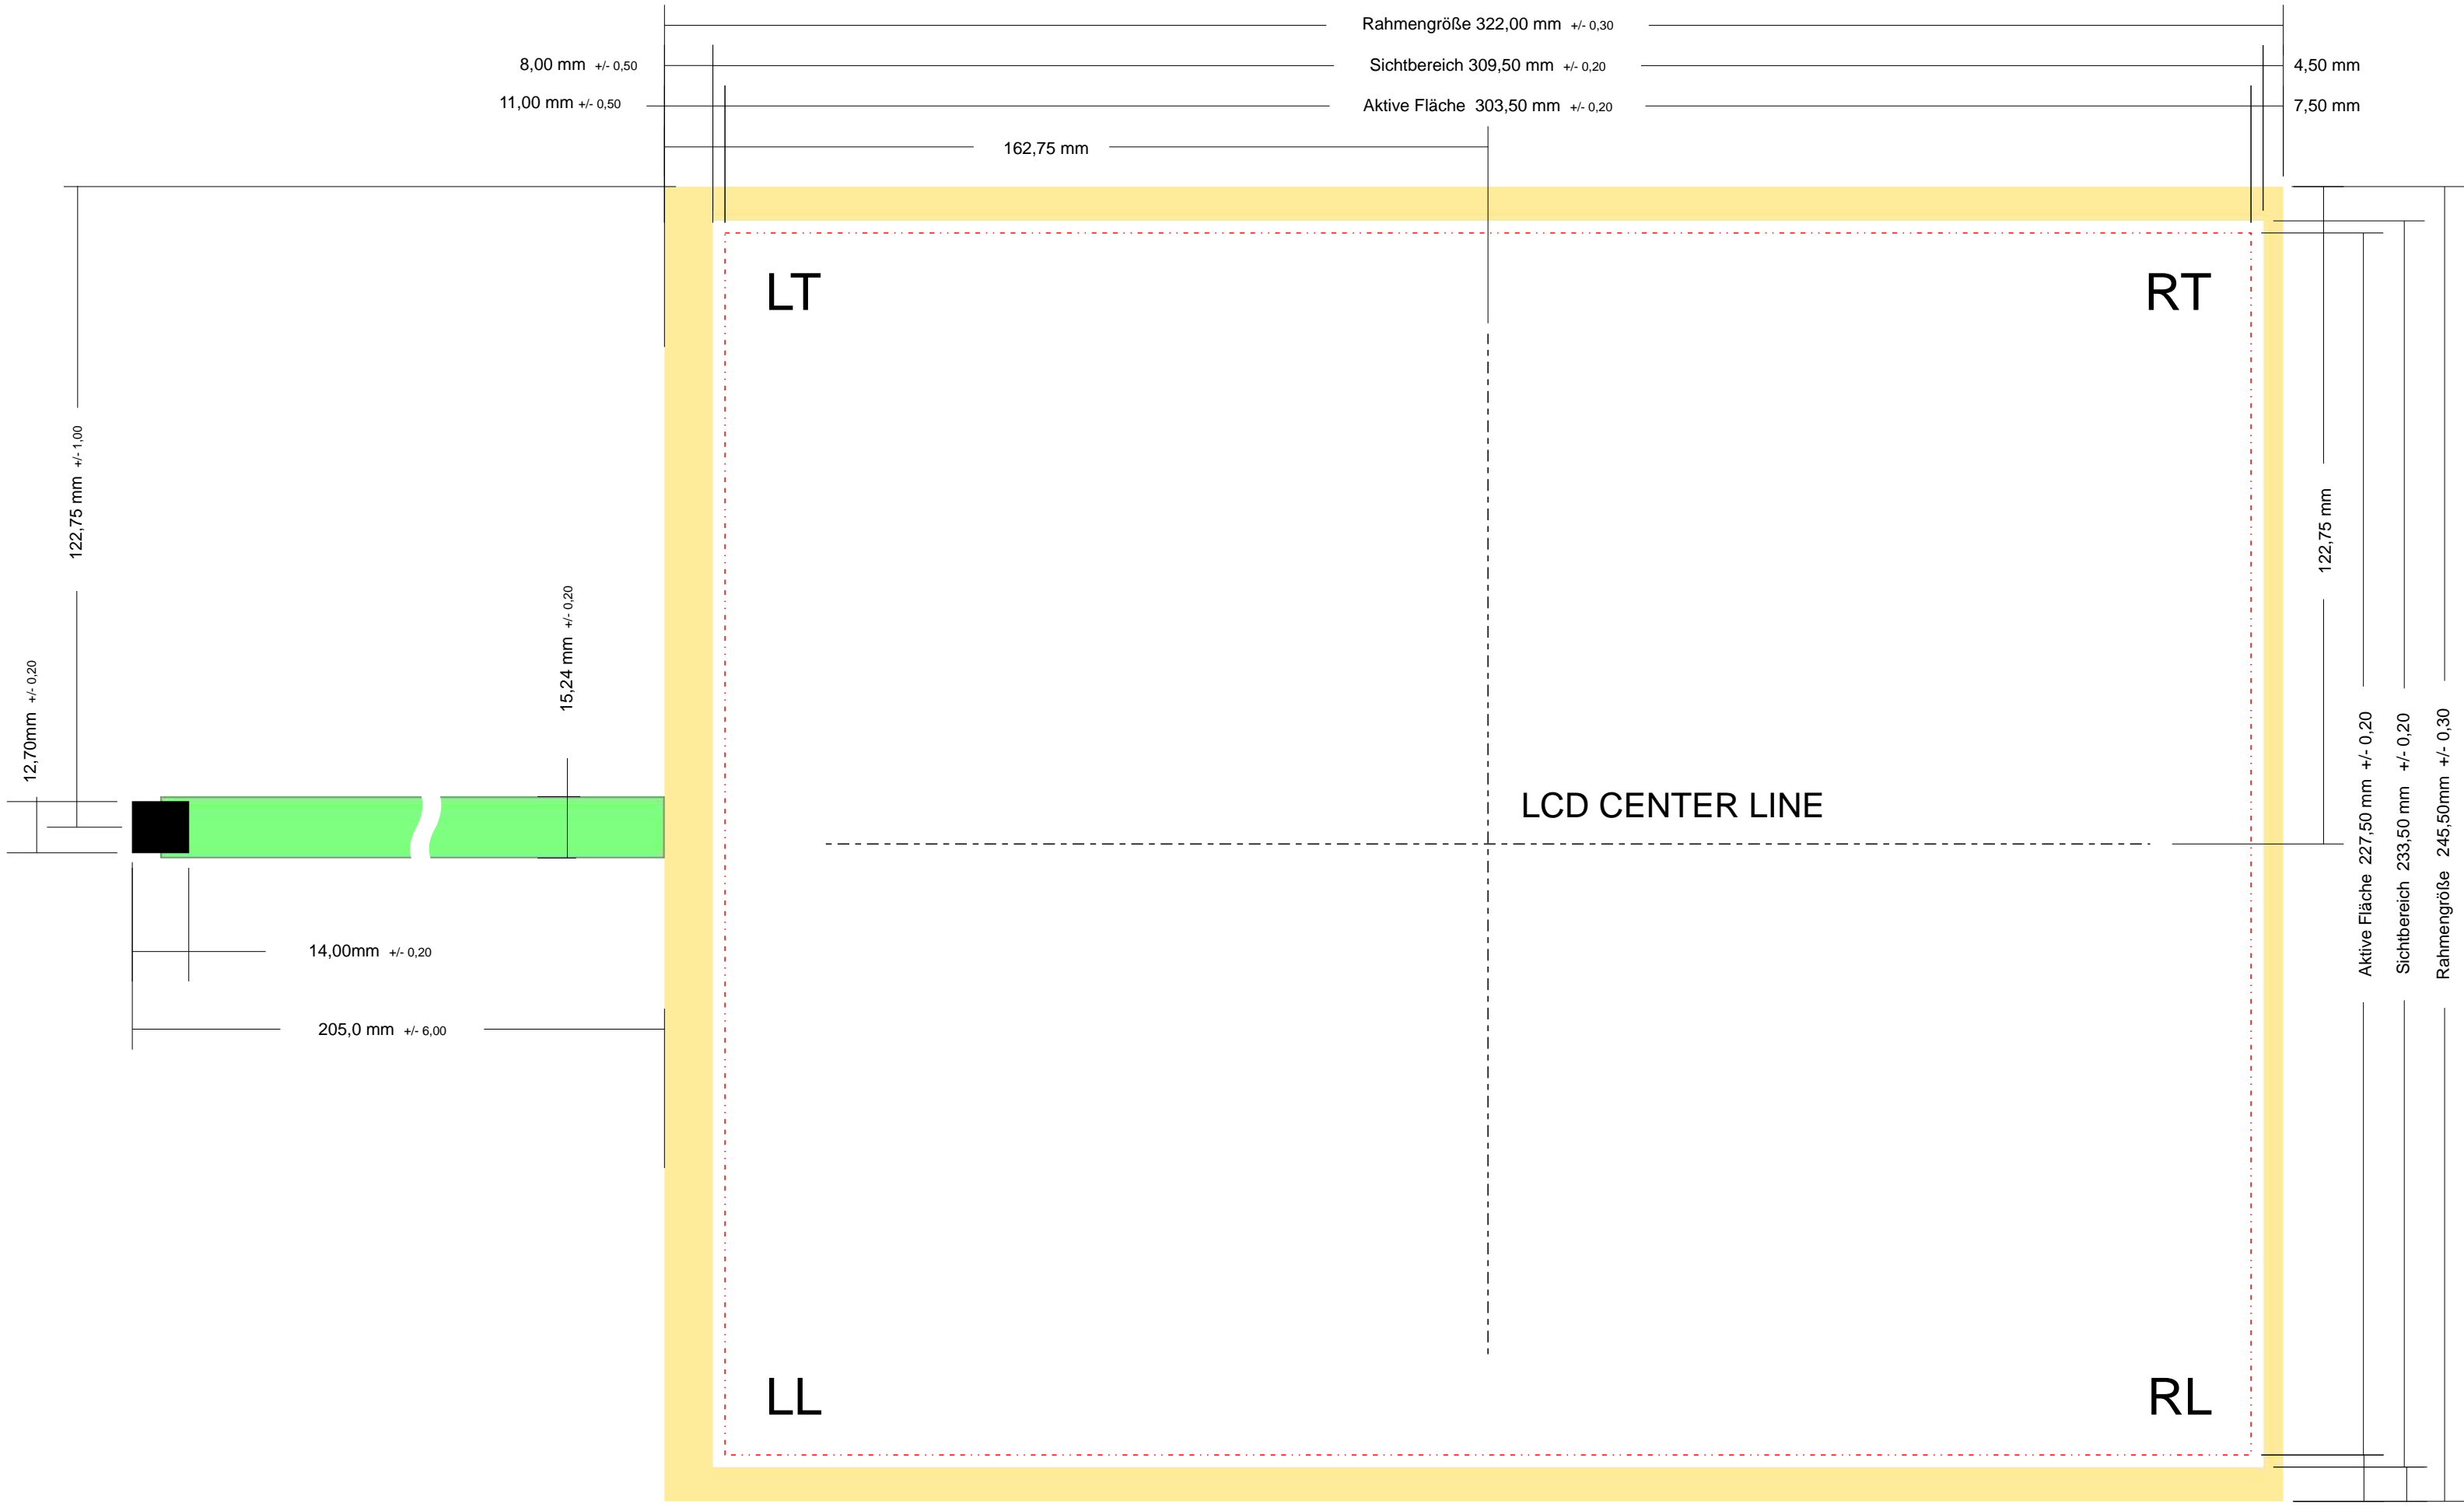 Rahmengröße 322,00 mm +/- 0,30
8,00 mm +/- 0,50
Sichtbereich 309,50 mm +/- 0,20
4,50 mm
11,00 mm +/- 0,50
Aktive Fläche 303,50 mm +/- 0,20
7,50 mm
162,75 mm
LT
RT
122,75 mm +/- 1,00
122,75 mm
12,70mm +/- 0,20
15,24 mm +/- 0,20
LCD CENTER LINE
Aktive Fläche 227,50 mm +/- 0,20
Sichtbereich 233,50 mm +/- 0,20
Rahmengröße 245,50mm +/- 0,30
14,00mm +/- 0,20
205,0 mm +/- 6,00
LL
RL